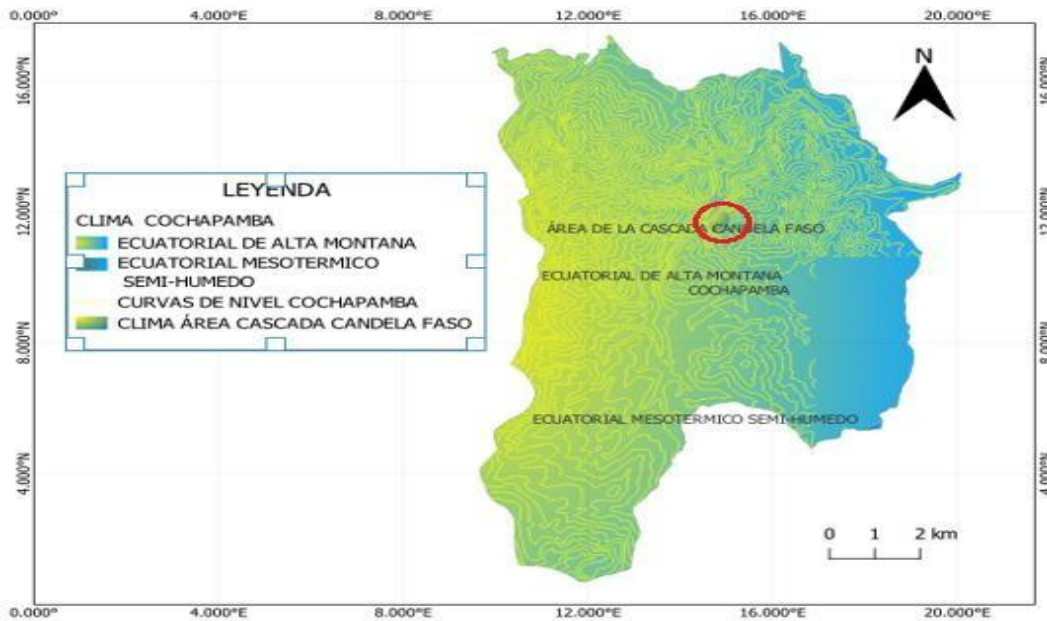 0.000° 4.000°E 8.000°E 12.000°E 16.000°E 20.000°E
16.000°N 16.000°N
N
LEYENDA
CLIMA COCHAPAMBA
ECUATORIAL DE ALTA MONTANA
ECUATORIAL MESOTERMICO
SEMI-HUMEDO
CURVAS DE NIVEL COCHAPAMBA
CLIMA ÁREA CASCADA CANDELA FASO
12.000°N 12.000°N
ÁREA DE LA CASCADA CANDELA FASO
ECUATORIAL DE ALTA MONTANA
COCHAPAMBA
8.000°N 8.000°N
ECUATORIAL MESOTERMICO SEMI-HUMEDO
4.000°N 4.000°N
0 1 2 km
0.000° 4.000°E 8.000°E 12.000°E 16.000°E 20.000°E